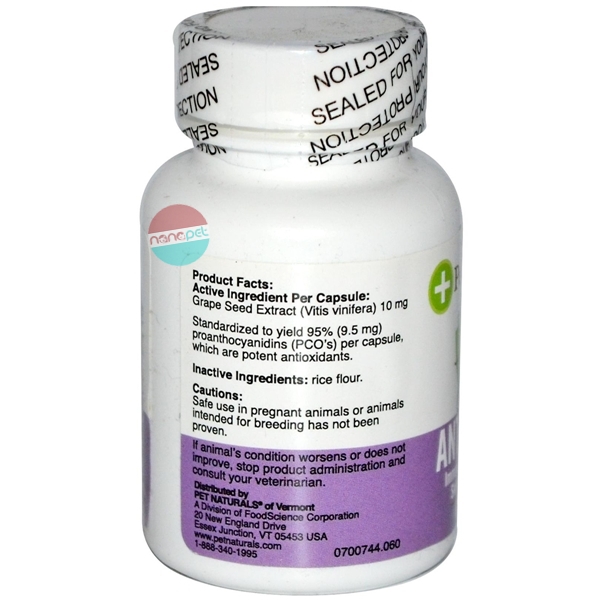 PROTECTION
SEALED FOR YOUR
PROTECTION
SEALED FOR
SEALED
SEALED
nanapet
Product Facts:
Active Ingredient Per Capsule:
Grape Seed Extract (Vitis vinifera) 10 mg
Standardized to yield 95% (9.5 mg)
proanthocyanidins (PCO's) per capsule,
which are potent antioxidants.
Inactive Ingredients: rice flour.
Cautions:
Safe use in pregnant animals or animals
intended for breeding has not been
proven.
If animal's condition worsens or does not
improve, stop product administration and
consult your veterinarian.
Distributed by
PET NATURALS® of Vermont
A Division of FoodScience Corporation
20 New England Drive
Essex Junction, VT 05453 USA
www.petnaturals.com
1-888-340-1995
0700744.060
AN